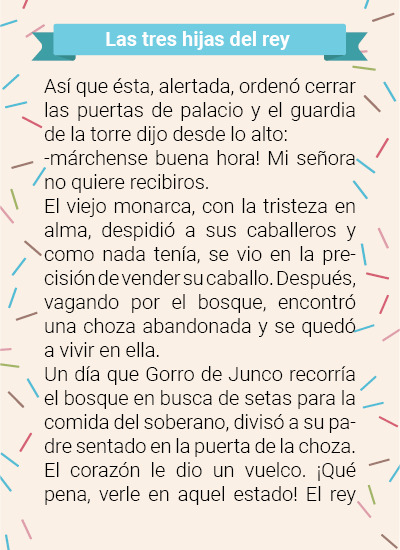 Las tres hijas del rey
Así que ésta, alertada, ordenó cerrar
las puertas de palacio y el guardia
de la torre dijo desde lo alto:
-márchense buena hora! Mi señora
no quiere recibiros.
El viejo monarca, con la tristeza en
alma, despidió a sus caballeros y
como nada tenía, se vio en la pre-
cisión de vender su caballo. Después,
vagando por el bosque, encontró
una choza abandonada y se quedó
a vivir en ella.
Un día que Gorro de Junco recorría
el bosque en busca de setas para la
comida del soberano, divisó a su pa-
dre sentado en la puerta de la choza.
El corazón le dio un vuelco. ¡Qué
pena, verle en aquel estado! El rey